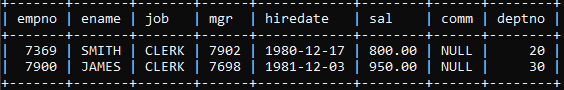 +-------+-------+-------+------+------------+--------+------+--------+
| empno | ename | job   | mgr  | hiredate   | sal    | comm | deptno |
+-------+-------+-------+------+------------+--------+------+--------+
|  7369 | SMITH | CLERK | 7902 | 1980-12-17 | 800.00 | NULL |     20 |
|  7900 | JAMES | CLERK | 7698 | 1981-12-03 | 950.00 | NULL |     30 |
+-------+-------+-------+------+------------+--------+------+--------+